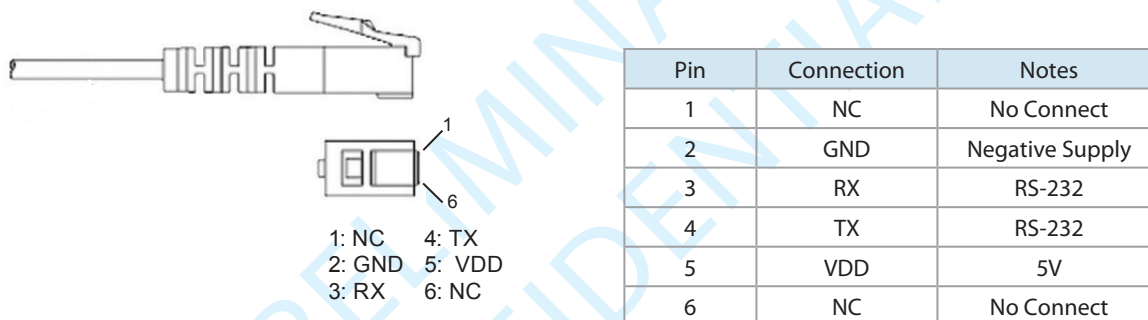 1
6
1: NC 4: TX
2: GND 5: VDD
3: RX 6: NC
Pin Connection Notes
1 NC No Connect
2 GND Negative Supply
3 RX RS-232
4 TX RS-232
5 VDD 5V
6 NC No Connect